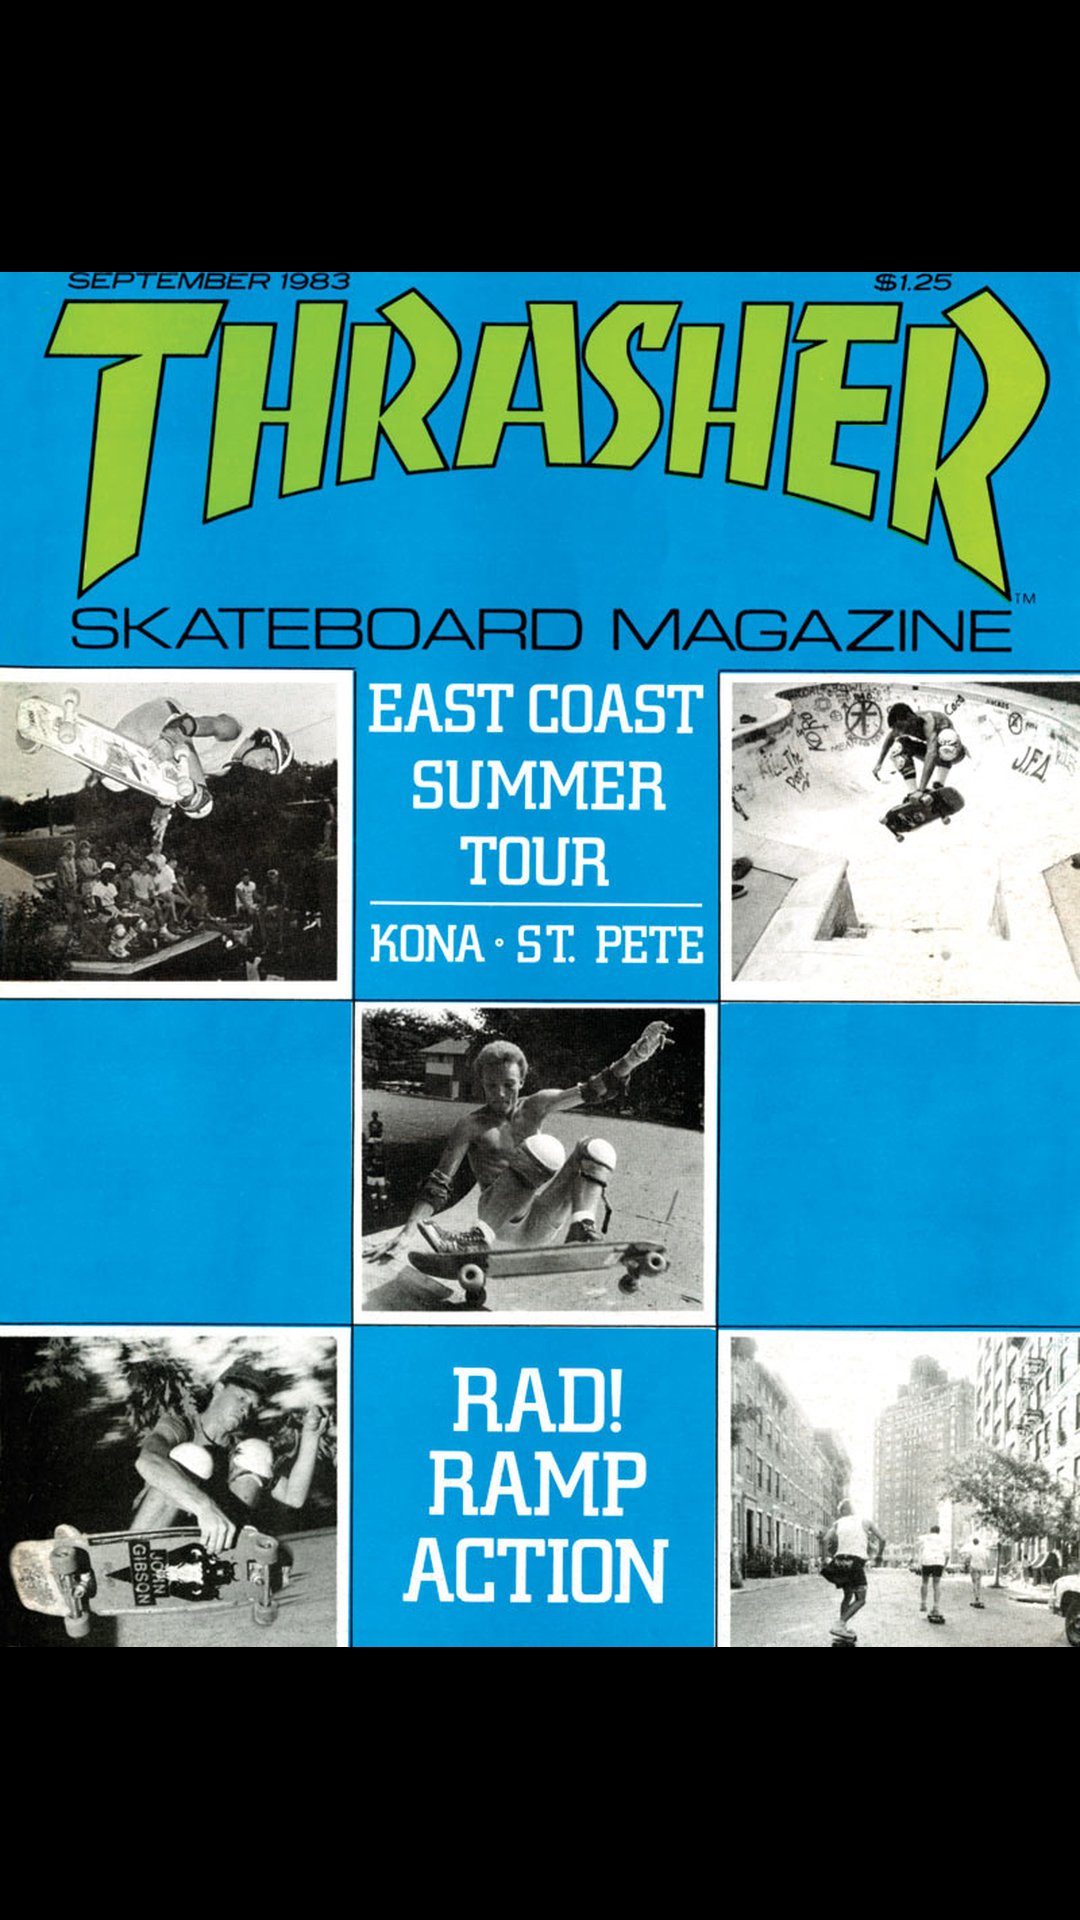 SEPTEMBER 1983 $1.25
THRASHER
TM
SKATEBOARD MAGAZINE
EAST COAST
SUMMER
TOUR
KONA • ST. PETE
J.F.A
RAD!
RAMP
ACTION
JOHN
GIBSON